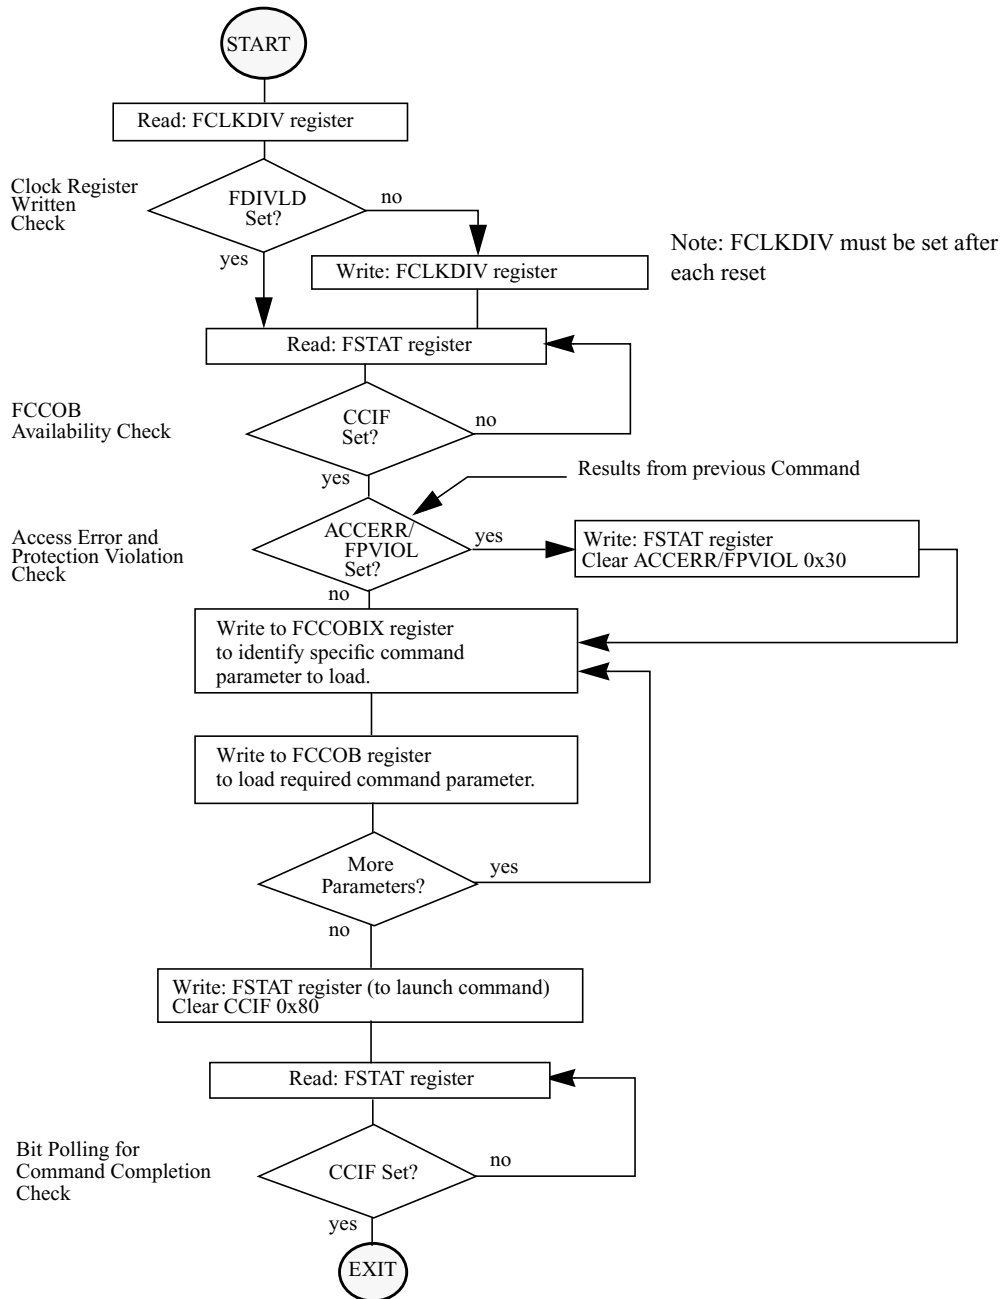 START
Read: FCLKDIV register
Clock Register
Written
Check
FDIVLD
Set?
no
yes
Write: FCLKDIV register
Note: FCLKDIV must be set after
each reset
Read: FSTAT register
FCCOB
Availability Check
CCIF
Set?
no
yes
Results from previous Command
Access Error and
Protection Violation
Check
ACCERR/
FPVIOL
Set?
yes
no
Write: FSTAT register
Clear ACCERR/FPVIOL 0x30
Write to FCCOBIX register
to identify specific command
parameter to load.
Write to FCCOB register
to load required command parameter.
More
Parameters?
yes
no
Write: FSTAT register (to launch command)
Clear CCIF 0x80
Read: FSTAT register
Bit Polling for
Command Completion
Check
CCIF Set?
no
yes
EXIT